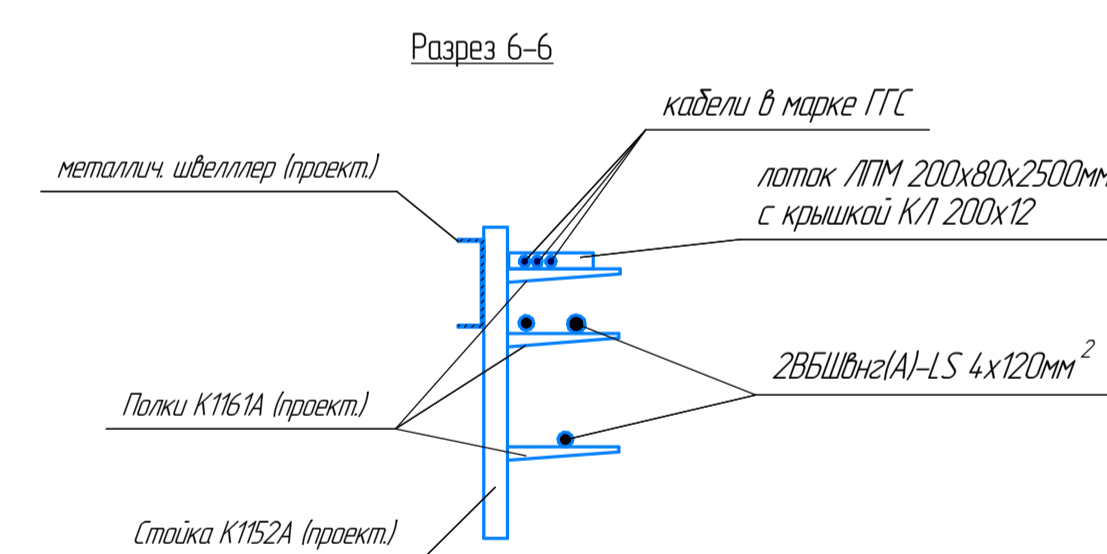 Разрез 6-6
кабели в марке ГГС
металлич. швелллер (проект.)
лоток ЛПМ 200х80х2500мм
с крышкой КЛ 200х12
2ВБШвнг(А)-LS 4х120мм²
Полки К1161А (проект.)
Стойка К1152А (проект.)